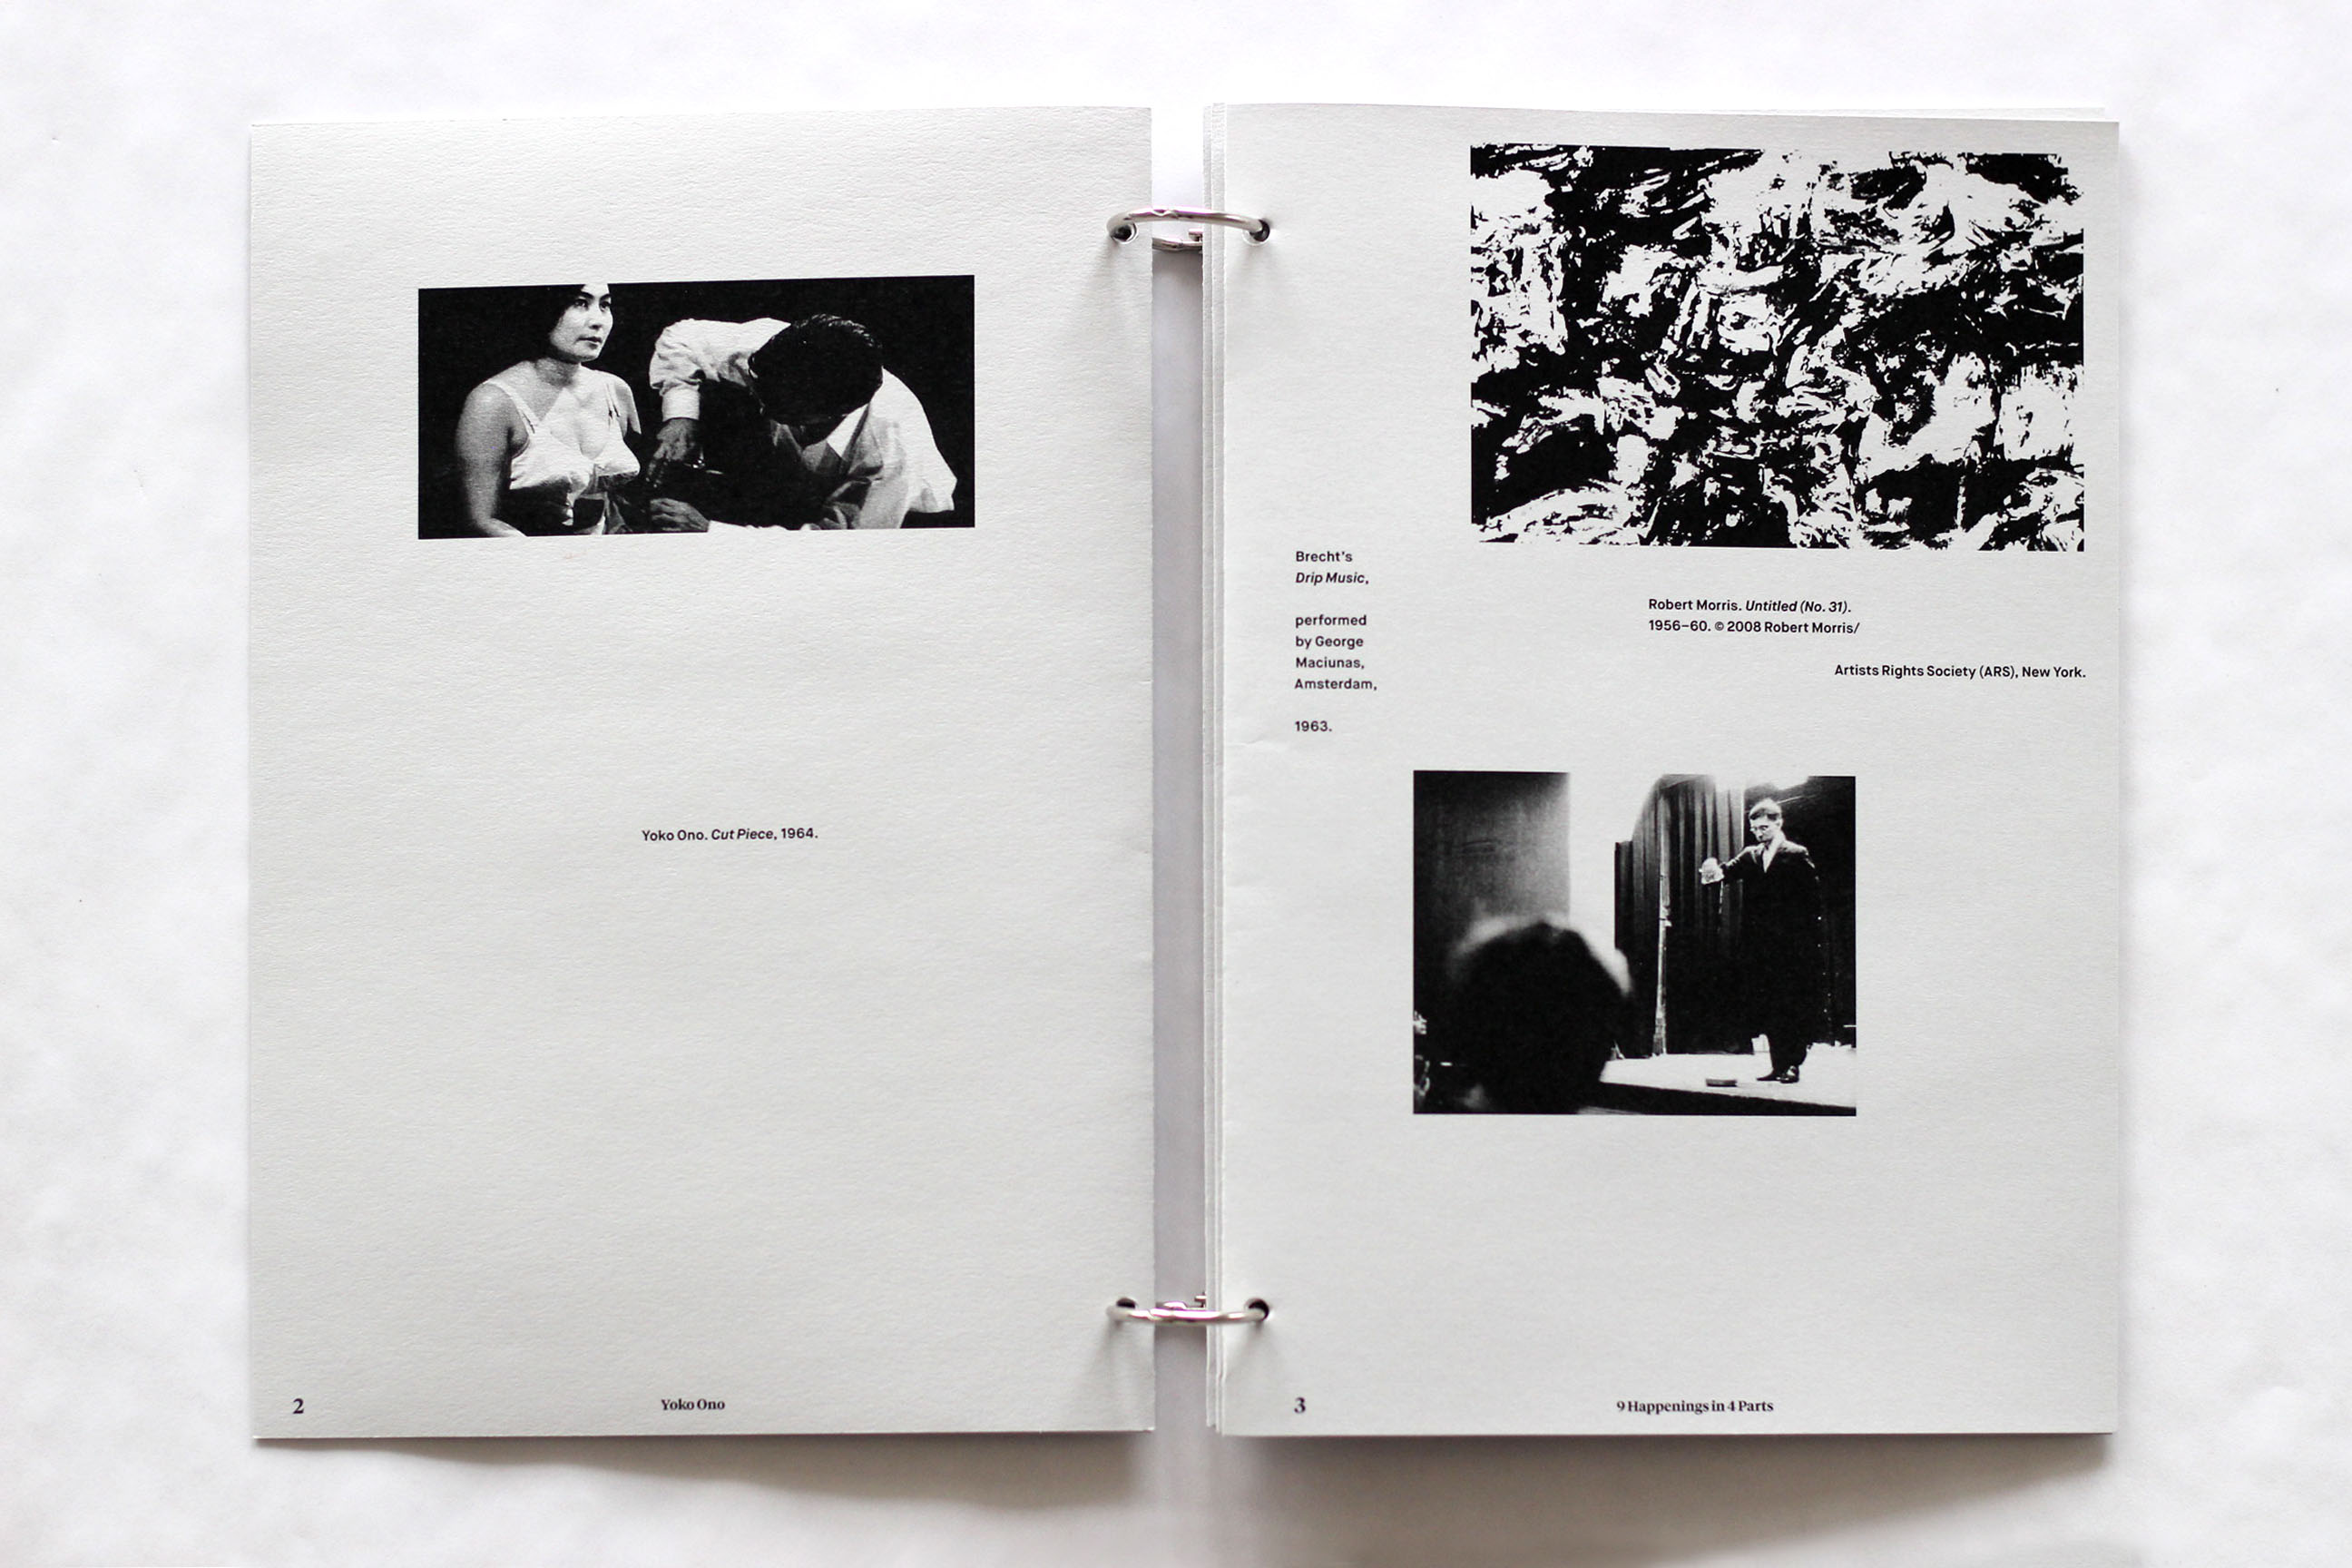 Yoko Ono. Cut Piece, 1964.
2
Yoko Ono
Brecht's
Drip Music,
performed
by George
Maciunas,
Amsterdam,
1963.
Robert Morris. Untitled (No. 31).
1956–60. © 2008 Robert Morris/
Artists Rights Society (ARS), New York.
3
9 Happenings in 4 Parts